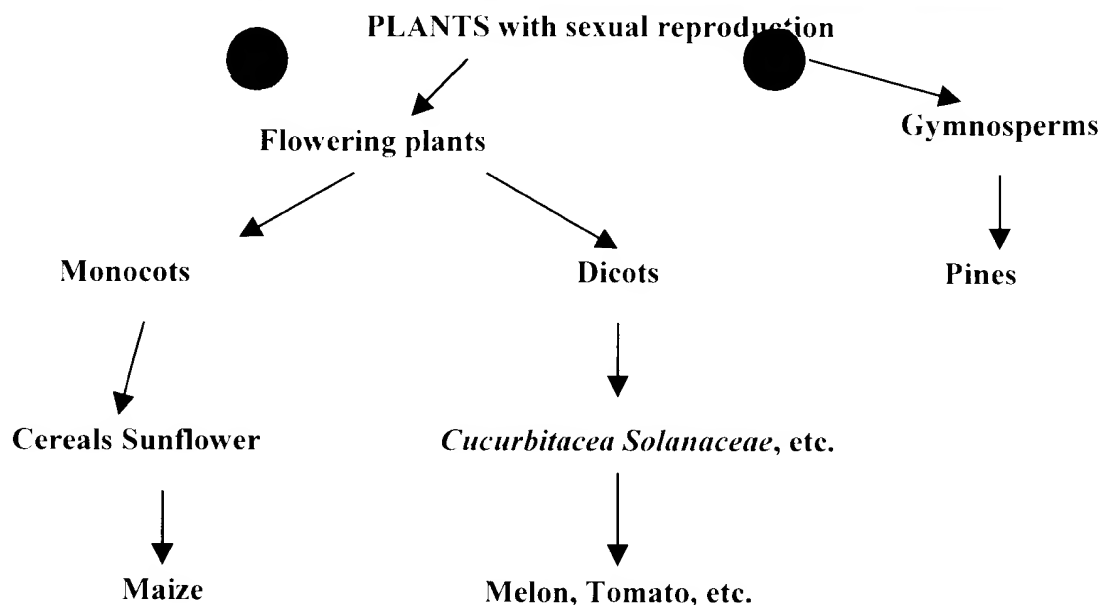 PLANTS with sexual reproduction
Flowering plants
Gymnosperms
Monocots
Dicots
Pines
Cereals Sunflower
Cucurbitacea Solanaceae, etc.
Maize
Melon, Tomato, etc.